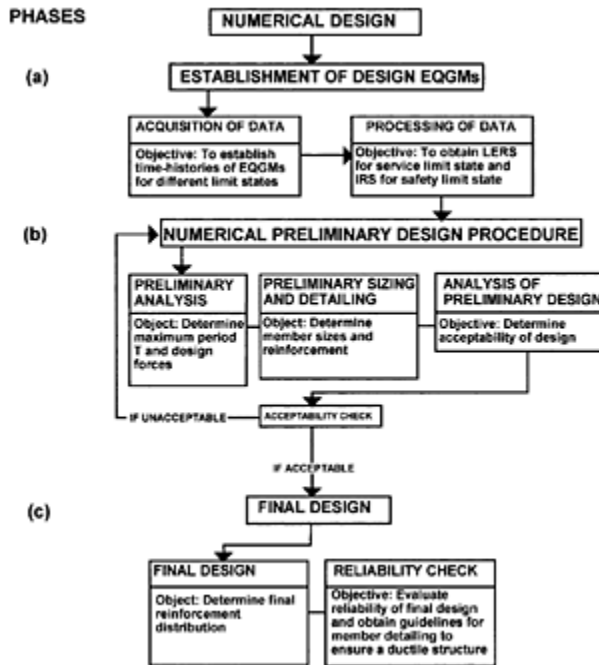 PHASES
NUMERICAL DESIGN
(a)
ESTABLISHMENT OF DESIGN EQGMs
ACQUISITION OF DATA
Objective: To establish
time-histories of EQGMs
for different limit states
PROCESSING OF DATA
Objective: To obtain LERS
for service limit state and
IRS for safety limit state
(b)
NUMERICAL PRELIMINARY DESIGN PROCEDURE
PRELIMINARY
ANALYSIS
Object: Determine
maximum period
T and design
forces
PRELIMINARY SIZING
AND DETAILING
Object: Determine
member sizes and
reinforcement
ANALYSIS OF
PRELIMINARY DESIGN
Objective: Determine
acceptability of design
IF UNACCEPTABLE
ACCEPTABILITY CHECK
IF ACCEPTABLE
(c)
FINAL DESIGN
FINAL DESIGN
Object: Determine final
reinforcement
distribution
RELIABILITY CHECK
Objective: Evaluate
reliability of final design
and obtain guidelines for
member detailing to
ensure a ductile structure